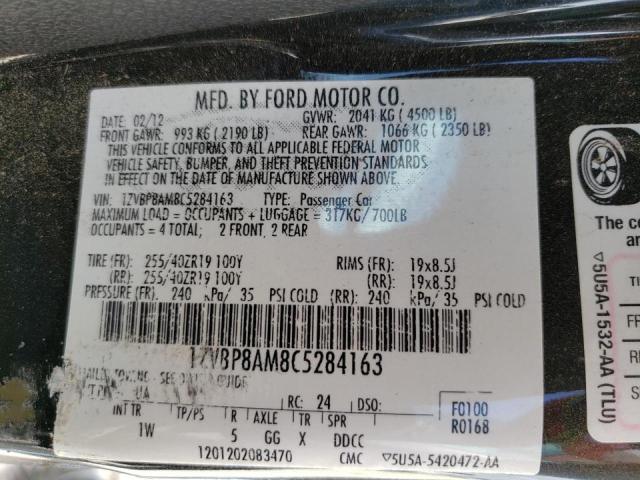 MFD. BY FORD MOTOR CO.
DATE: 02/12 GVWR: 2041 KG ( 4500 LB)
FRONT GAWR: 993 KG ( 2190 LB) REAR GAWR: 1066 KG ( 2350 LB)
THIS VEHICLE CONFORMS TO ALL APPLICABLE FEDERAL MOTOR
VEHICLE SAFETY, BUMPER, AND THEFT PREVENTION STANDARDS
IN EFFECT ON THE DATE OF MANUFACTURE SHOWN ABOVE.
VIN: 1ZVBP8AM8C5284163 TYPE: Passenger Car
MAXIMUM LOAD = OCCUPANTS + LUGGAGE = 317KG/700LB
OCCUPANTS = 4 TOTAL; 2 FRONT, 2 REAR
TIRE (FR): 255/40ZR19 100Y RIMS (FR): 19x8.5J
(RR): 255/40ZR19 100Y (RR): 19x8.5J
PRESSURE (FR): 240 kPa/ 35 PSI COLD (RR): 240 kPa/ 35 PSI COLD
1ZVBP8AM8C5284163
TOWING - SEE GUIDE
UA RC: 24 DSO:
F0100
R0168
INT TR TP/PS R AXLE TR SPR
1W 5 GG X DDCC
1201202083470 CMC ▽5U5A-5420472-AA
The co
▽5U5A-1532-AA (TLU)